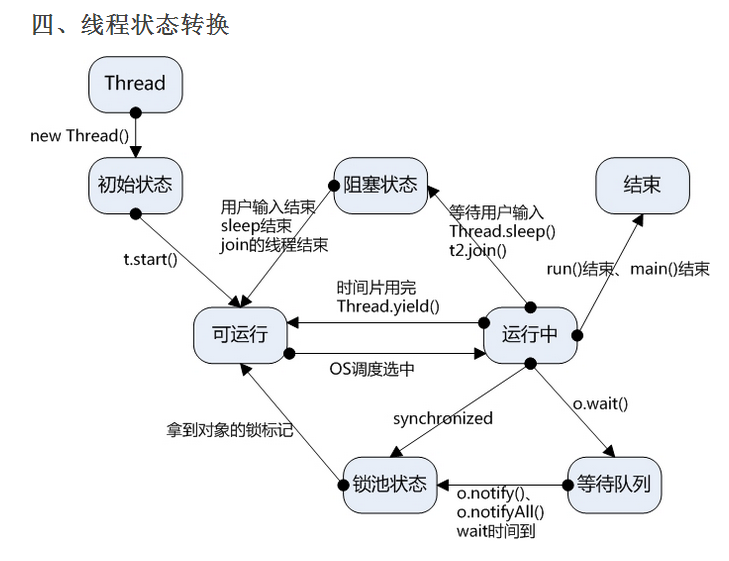 四、线程状态转换
Thread
new Thread()
初始状态
阻塞状态
结束
用户输入结束
sleep结束
join的线程结束
等待用户输入
Thread.sleep()
t2.join()
t.start()
run()结束、main()结束
时间片用完
Thread.yield()
可运行
运行中
OS调度选中
synchronized
o.wait()
拿到对象的锁标记
锁池状态
等待队列
o.notify()、
o.notifyAll()
wait时间到